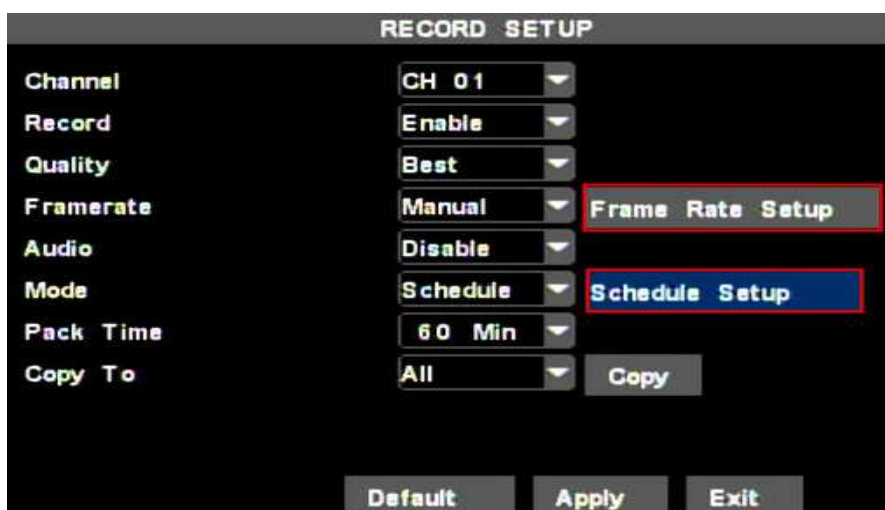 RECORD SETUP
Channel CH 01
Record Enable
Quality Best
Framerate Manual Frame Rate Setup
Audio Disable
Mode Schedule Schedule Setup
Pack Time 60 Min
Copy To All Copy
Default Apply Exit